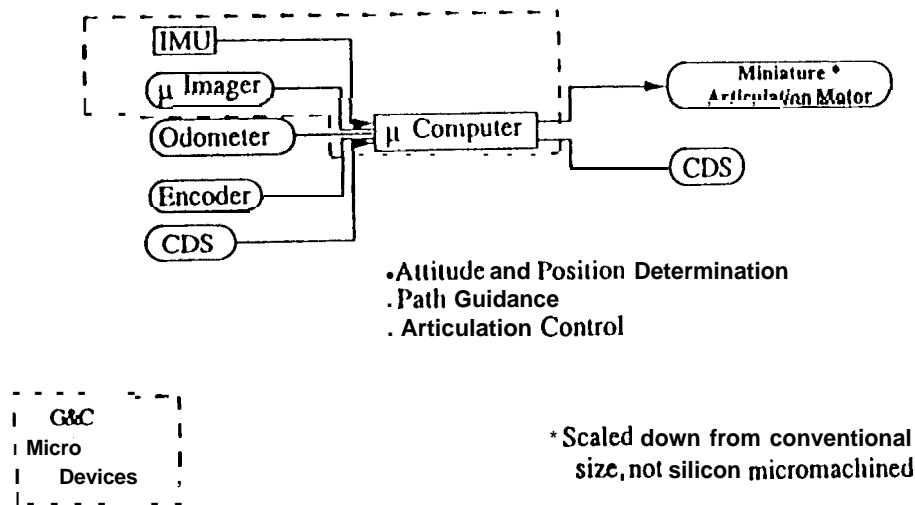 IMU
μ Imager
Odometer
Encoder
CDS
μ Computer
Miniature *
Articulation Motor
CDS
•Attitude and Position Determination
. Path Guidance
. Articulation Control
G&C
Micro
Devices
* Scaled down from conventional
size, not silicon micromachined